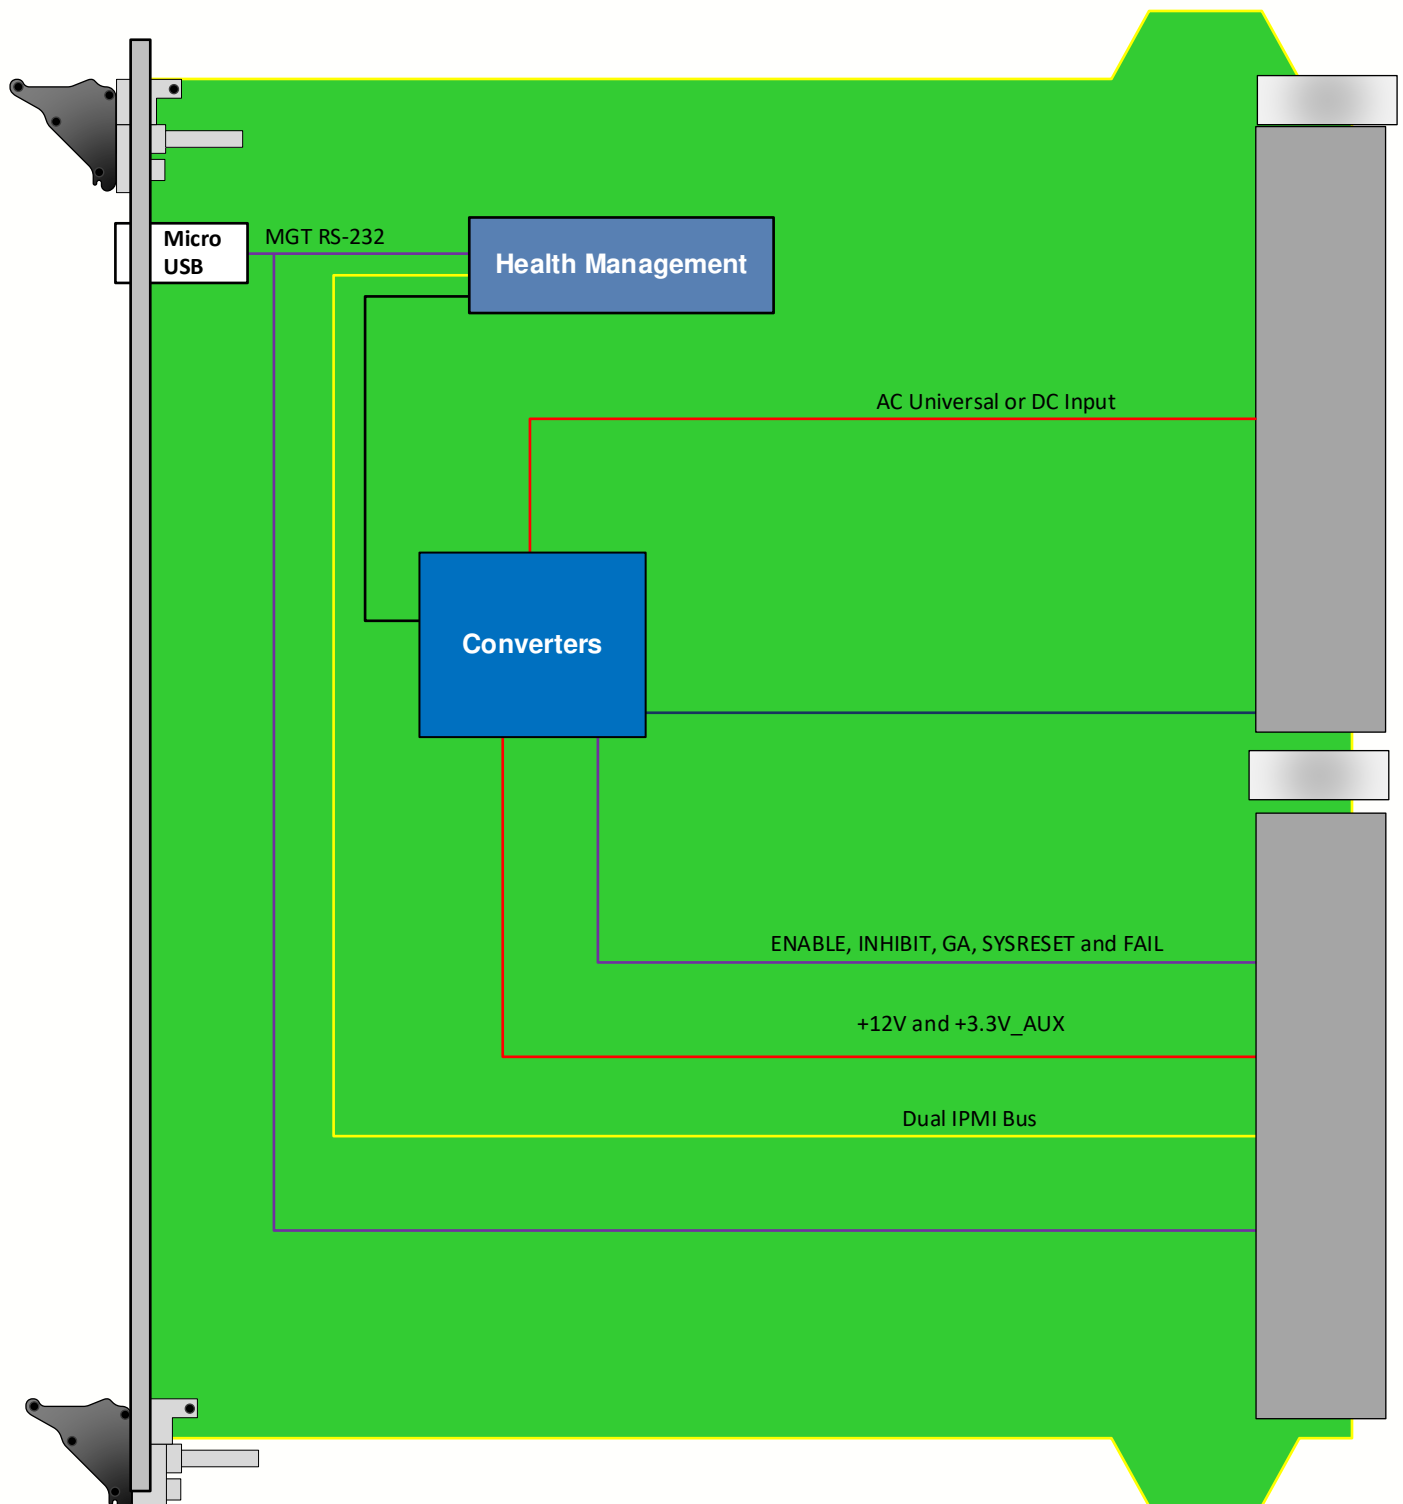 Micro
USB
MGT RS-232
Health Management
AC Universal or DC Input
Converters
ENABLE, INHIBIT, GA, SYSRESET and FAIL
+12V and +3.3V_AUX
Dual IPMI Bus